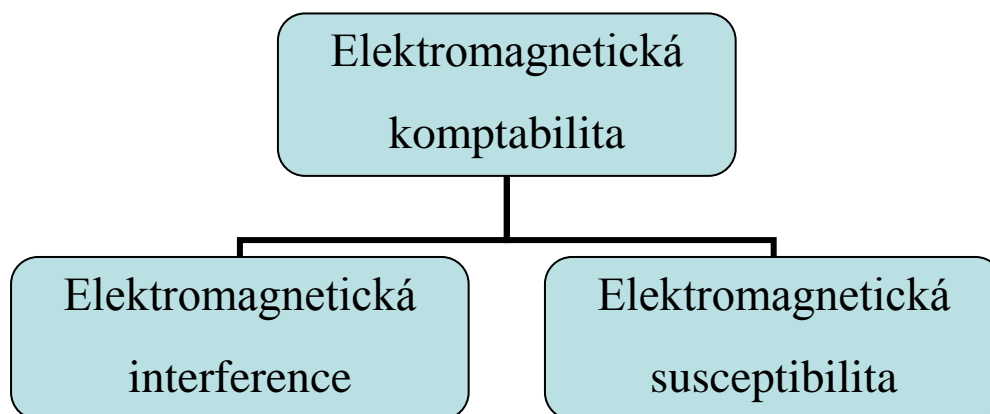 Elektromagnetická
komptabilita
Elektromagnetická
interference
Elektromagnetická
susceptibilita